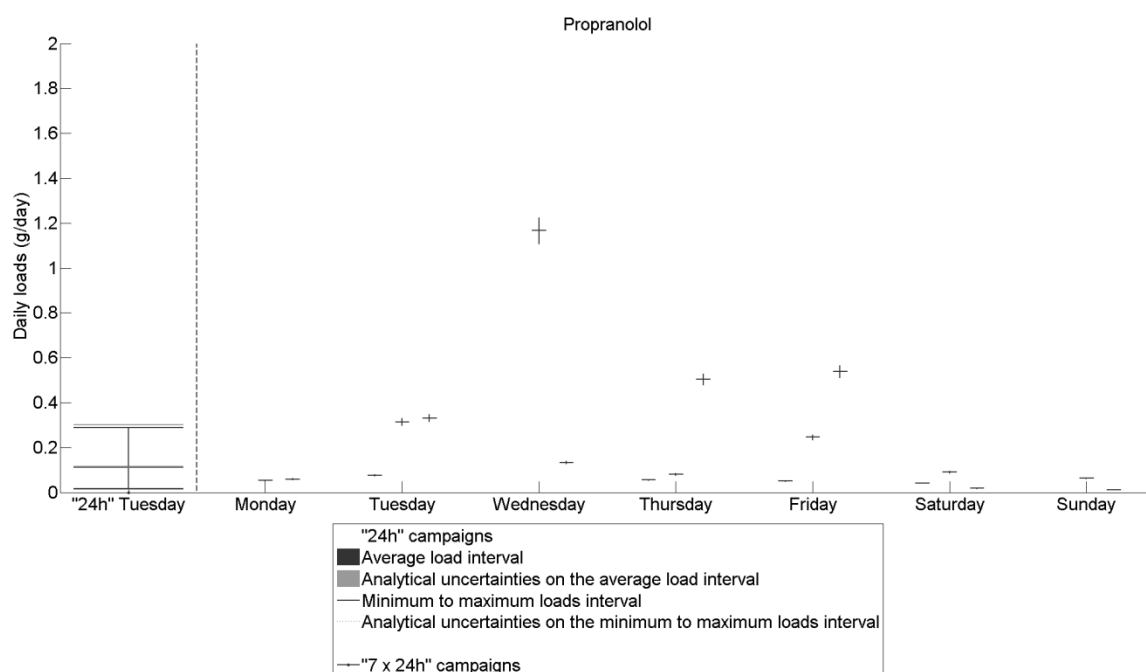 Propranolol
Daily loads (g/day)
2
1.8
1.6
1.4
1.2
1
0.8
0.6
0.4
0.2
0
"24h" Tuesday Monday Tuesday Wednesday Thursday Friday Saturday Sunday
"24h" campaigns
Average load interval
Analytical uncertainties on the average load interval
Minimum to maximum loads interval
Analytical uncertainties on the minimum to maximum loads interval
"7 x 24h" campaigns